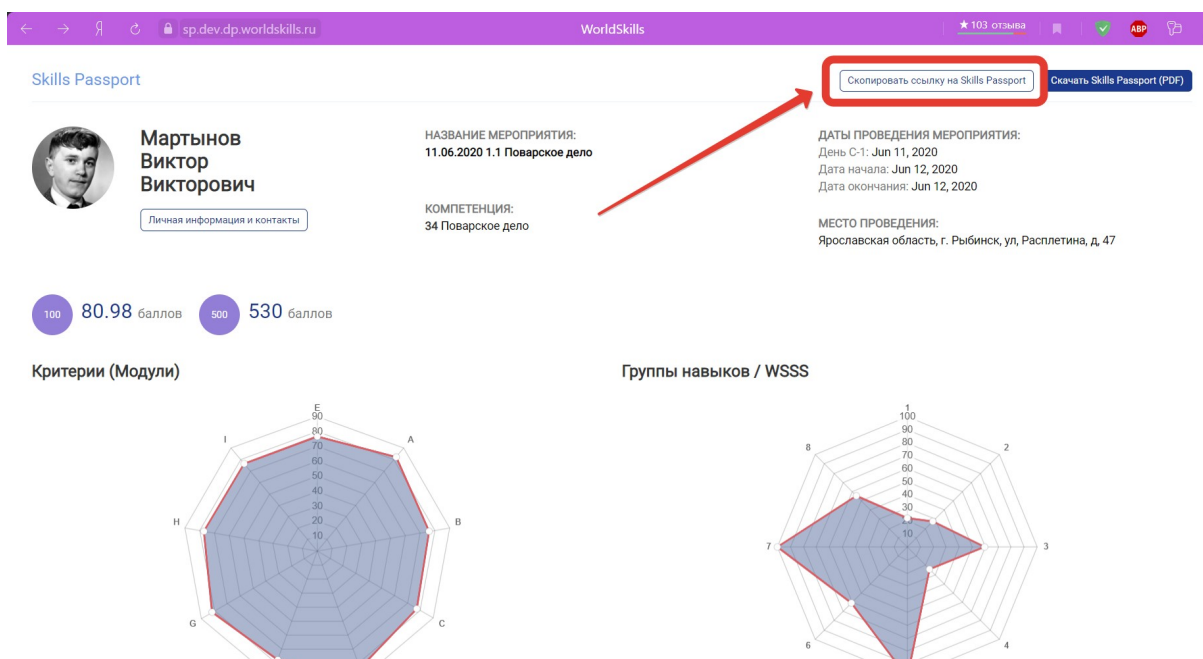 sp.dev.dp.worldskills.ru
WorldSkills
★ 103 отзыва
ABP
Skills Passport
Скопировать ссылку на Skills Passport
Скачать Skills Passport (PDF)
Мартынов
Виктор
Викторович
Личная информация и контакты
НАЗВАНИЕ МЕРОПРИЯТИЯ:
11.06.2020 1.1 Поварское дело
КОМПЕТЕНЦИЯ:
34 Поварское дело
ДАТЫ ПРОВЕДЕНИЯ МЕРОПРИЯТИЯ:
День С-1: Jun 11, 2020
Дата начала: Jun 12, 2020
Дата окончания: Jun 12, 2020
МЕСТО ПРОВЕДЕНИЯ:
Ярославская область, г. Рыбинск, ул, Расплетина, д, 47
100 80.98 баллов 500 530 баллов
Критерии (Модули)
E
90
80
70
60
50
40
30
20
10
I
A
H
B
G
C
Группы навыков / WSSS
1
100
90
80
70
60
50
40
30
10
8
2
7
3
6
4